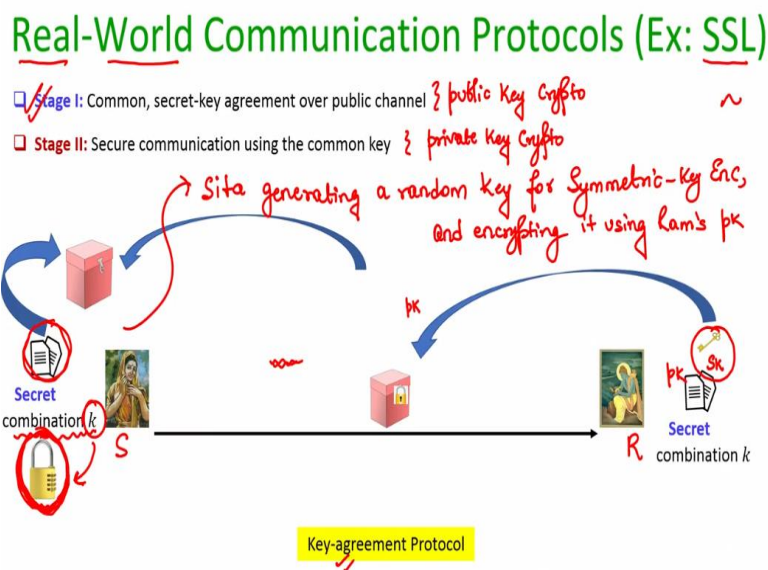 Real-World Communication Protocols (Ex: SSL)
Stage I: Common, secret-key agreement over public channel } public Key Crypto
Stage II: Secure communication using the common key } private Key Crypto
Sita generating a random key for Symmetric-Key Enc,
and encrypting it using Ram's pk
pk
pk
sk
Secret
combination k
S
R
Secret
combination k
Key-agreement Protocol